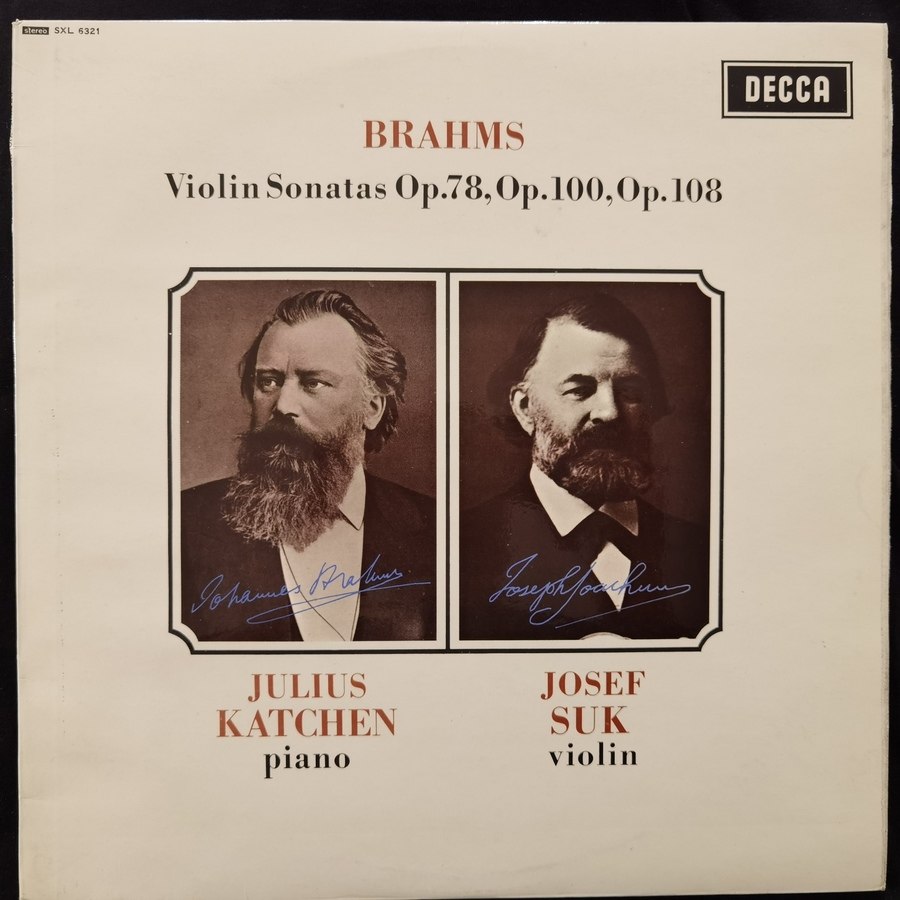 stereo SXL 6321
DECCA
BRAHMS
Violin Sonatas Op.78, Op.100, Op.108
Johannes Brahms
Joseph Joachim
JULIUS
KATCHEN
piano
JOSEF
SUK
violin